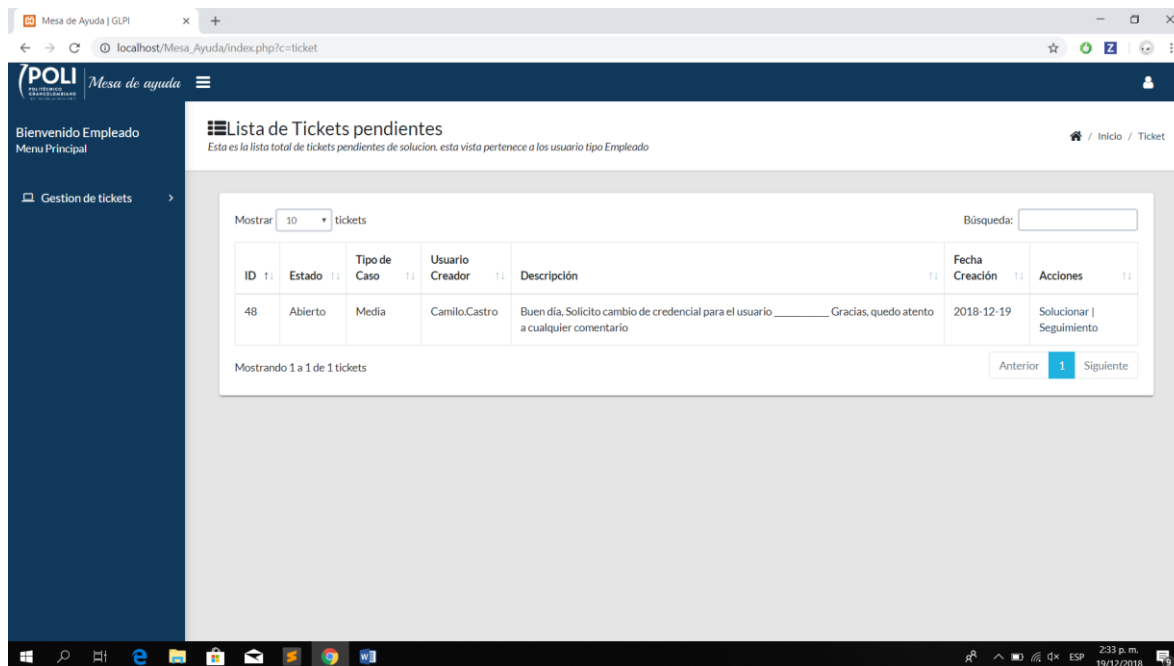 Mesa de Ayuda | GLPI
localhost/Mesa_Ayuda/index.php?c=ticket
POLI
POLITÉCNICO
GRANCOLOMBIANO
Mesa de ayuda
Bienvenido Empleado
Menu Principal
Gestion de tickets
Lista de Tickets pendientes
Esta es la lista total de tickets pendientes de solucion. esta vista pertenece a los usuario tipo Empleado
/ Inicio / Ticket
Mostrar 10 tickets
Búsqueda:
ID Estado Tipo de Caso Usuario Creador Descripción Fecha Creación Acciones
48 Abierto Media Camilo.Castro Buen día, Solicito cambio de credencial para el usuario __________ Gracias, quedo atento 2018-12-19 Solucionar |
a cualquier comentario Seguimiento
Mostrando 1 a 1 de 1 tickets
Anterior 1 Siguiente
ESP
2:33 p. m.
19/12/2018